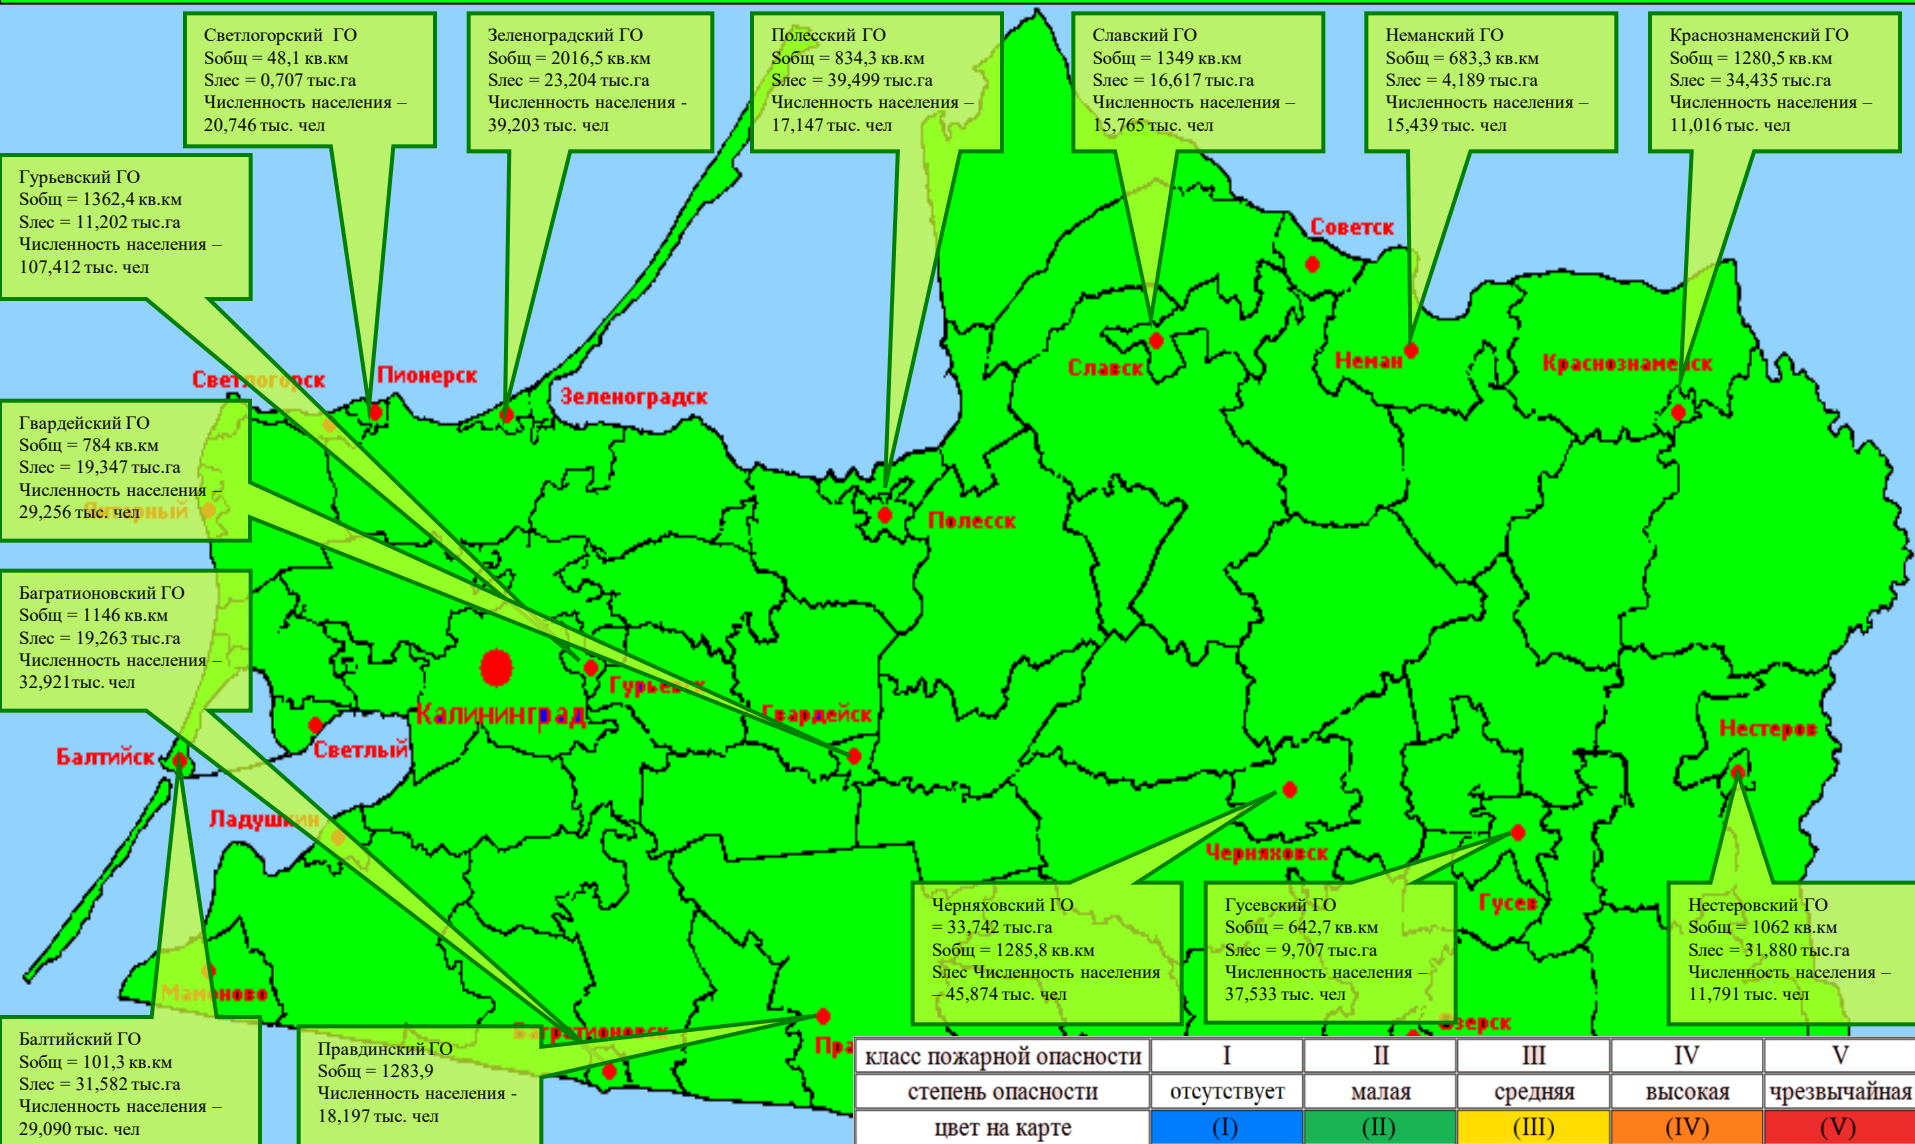 Светлогорский ГО
Sобщ = 48,1 кв.км
Sлес = 0,707 тыс.га
Численность населения –
20,746 тыс. чел
Зеленоградский ГО
Sобщ = 2016,5 кв.км
Sлес = 23,204 тыс.га
Численность населения -
39,203 тыс. чел
Полесский ГО
Sобщ = 834,3 кв.км
Sлес = 39,499 тыс.га
Численность населения –
17,147 тыс. чел
Славский ГО
Sобщ = 1349 кв.км
Sлес = 16,617 тыс.га
Численность населения –
15,765 тыс. чел
Неманский ГО
Sобщ = 683,3 кв.км
Sлес = 4,189 тыс.га
Численность населения –
15,439 тыс. чел
Краснознаменский ГО
Sобщ = 1280,5 кв.км
Sлес = 34,435 тыс.га
Численность населения –
11,016 тыс. чел
Гурьевский ГО
Sобщ = 1362,4 кв.км
Sлес = 11,202 тыс.га
Численность населения –
107,412 тыс. чел
Советск
Славск
Неман
Краснознаменск
Светлогорск
Пионерск
Зеленоградск
Гвардейский ГО
Sобщ = 784 кв.км
Sлес = 19,347 тыс.га
Численность населения –
29,256 тыс. чел
Янтарный
Полесск
Багратионовский ГО
Sобщ = 1146 кв.км
Sлес = 19,263 тыс.га
Численность населения –
32,921тыс. чел
Гурьевск
Калининград
Гвардейск
Нестеров
Светлый
Балтийск
Ладушкин
Черняховск
Гусев
Черняховский ГО
= 33,742 тыс.га
Sобщ = 1285,8 кв.км
Sлес Численность населения
– 45,874 тыс. чел
Гусевский ГО
Sобщ = 642,7 кв.км
Sлес = 9,707 тыс.га
Численность населения –
37,533 тыс. чел
Нестеровский ГО
Sобщ = 1062 кв.км
Sлес = 31,880 тыс.га
Численность населения –
11,791 тыс. чел
Мамоново
Багратионовск
Озерск
Пра
Балтийский ГО
Sобщ = 101,3 кв.км
Sлес = 31,582 тыс.га
Численность населения –
29,090 тыс. чел
Правдинский ГО
Sобщ = 1283,9
Численность населения -
18,197 тыс. чел
класс пожарной опасности I II III IV V
степень опасности отсутствует малая средняя высокая чрезвычайная
цвет на карте (I) (II) (III) (IV) (V)